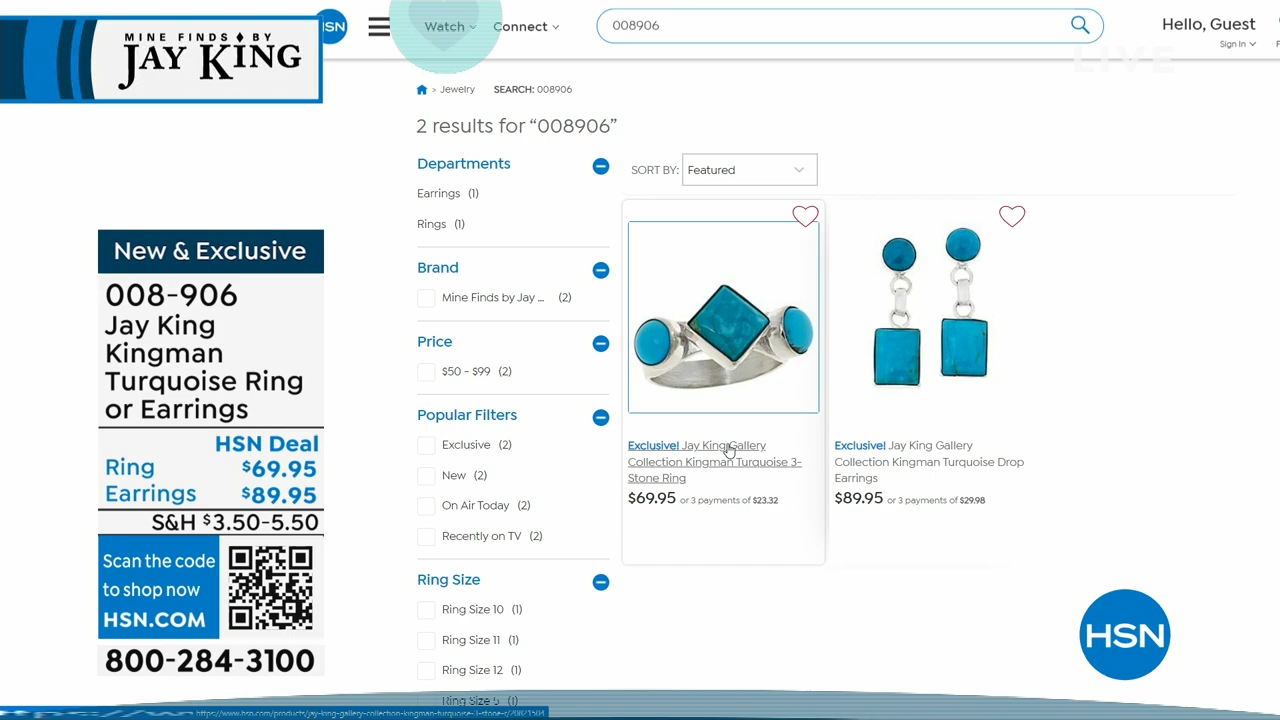 MINE FINDS BY
JAY KING
HSN
Watch
Connect
008906
Hello, Guest
Sign In
LIVE
> Jewelry
SEARCH: 008906
2 results for “008906”
Departments
Earrings (1)
Rings (1)
Brand
Mine Finds by Jay ... (2)
Price
$50 - $99 (2)
Popular Filters
Exclusive (2)
New (2)
On Air Today (2)
Recently on TV (2)
Ring Size
Ring Size 10 (1)
Ring Size 11 (1)
Ring Size 12 (1)
Ring Size 5 (1)
SORT BY: Featured
Exclusive! Jay King Gallery
Collection Kingman Turquoise 3-
Stone Ring
$69.95 or 3 payments of $23.32
Exclusive! Jay King Gallery
Collection Kingman Turquoise Drop
Earrings
$89.95 or 3 payments of $29.98
New & Exclusive
008-906
Jay King
Kingman
Turquoise Ring
or Earrings
HSN Deal
Ring $69.95
Earrings $89.95
S&H $3.50-5.50
Scan the code
to shop now
HSN.COM
800-284-3100
HSN